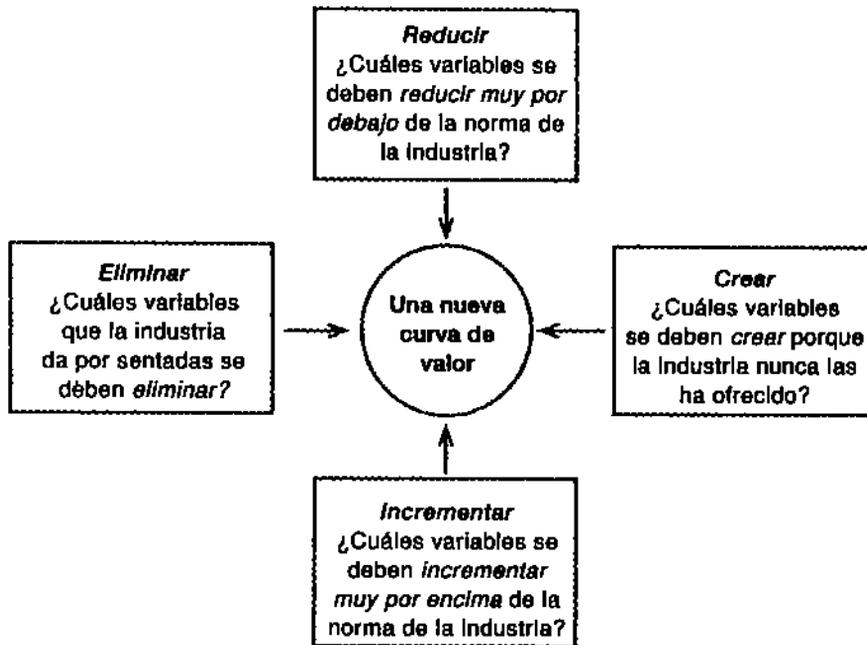 Reducir
¿Cuáles variables se
deben reducir muy por
debajo de la norma de
la industria?
Eliminar
¿Cuáles variables
que la industria
da por sentadas se
deben eliminar?
Una nueva
curva de
valor
Crear
¿Cuáles variables
se deben crear porque
la industria nunca las
ha ofrecido?
Incrementar
¿Cuáles variables se
deben incrementar
muy por encima de la
norma de la industria?